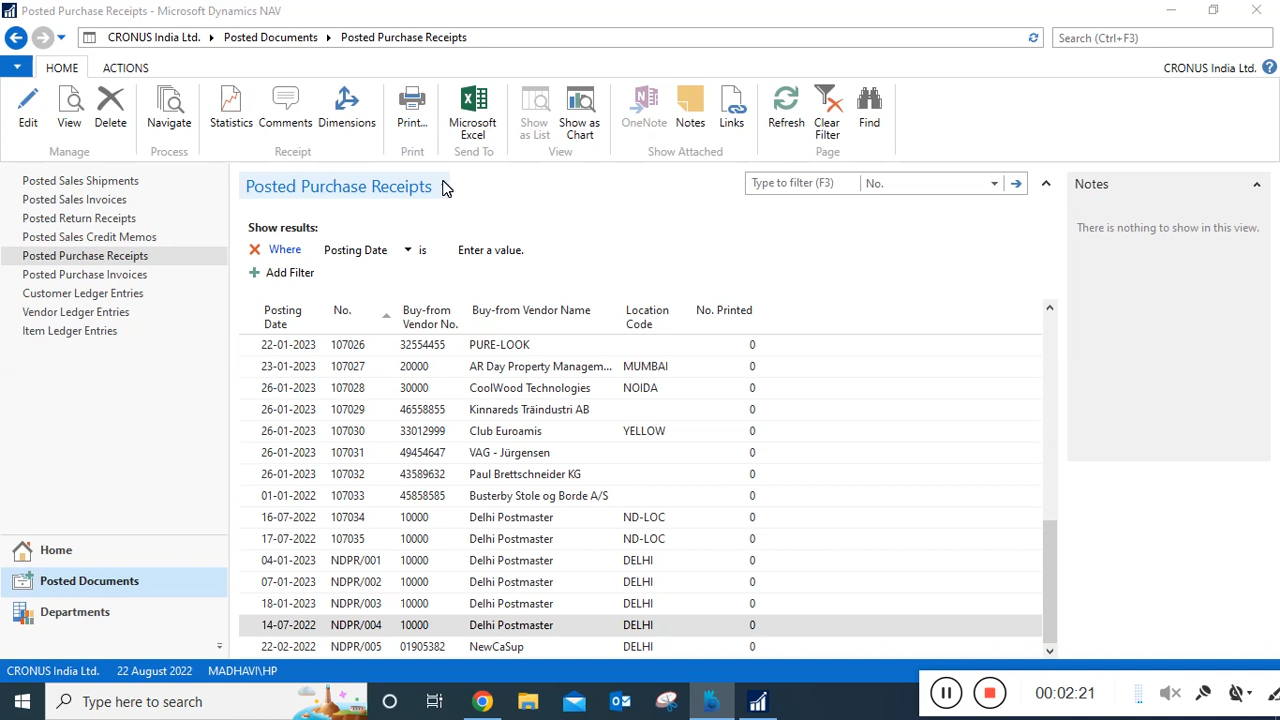 Posted Purchase Receipts - Microsoft Dynamics NAV
CRONUS India Ltd. Posted Documents Posted Purchase Receipts
Search (Ctrl+F3)
HOME ACTIONS
CRONUS India Ltd.
Edit View Delete Navigate Statistics Comments Dimensions Print... Microsoft Excel Show as List Show as Chart OneNote Notes Links Refresh Clear Filter Find
Manage Process Receipt Print Send To View Show Attached Page
Posted Sales Shipments
Posted Sales Invoices
Posted Return Receipts
Posted Sales Credit Memos
Posted Purchase Receipts
Posted Purchase Invoices
Customer Ledger Entries
Vendor Ledger Entries
Item Ledger Entries
Home
Posted Documents
Departments
Posted Purchase Receipts
Type to filter (F3) No.
Show results:
Where Posting Date is Enter a value.
Add Filter
Posting Date No. Buy-from Vendor No. Buy-from Vendor Name Location Code No. Printed
22-01-2023 107026 32554455 PURE-LOOK 0
23-01-2023 107027 20000 AR Day Property Managem... MUMBAI 0
26-01-2023 107028 30000 CoolWood Technologies NOIDA 0
26-01-2023 107029 46558855 Kinnareds Träindustri AB 0
26-01-2023 107030 33012999 Club Euroamis YELLOW 0
26-01-2023 107031 49454647 VAG - Jürgensen 0
26-01-2023 107032 43589632 Paul Brettschneider KG 0
01-01-2022 107033 45858585 Busterby Stole og Borde A/S 0
16-07-2022 107034 10000 Delhi Postmaster ND-LOC 0
17-07-2022 107035 10000 Delhi Postmaster ND-LOC 0
04-01-2023 NDPR/001 10000 Delhi Postmaster DELHI 0
07-01-2023 NDPR/002 10000 Delhi Postmaster DELHI 0
18-01-2023 NDPR/003 10000 Delhi Postmaster DELHI 0
14-07-2022 NDPR/004 10000 Delhi Postmaster DELHI 0
22-02-2022 NDPR/005 01905382 NewCaSup DELHI 0
Notes
There is nothing to show in this view.
CRONUS India Ltd. 22 August 2022 MADHAVI\HP
Type here to search
00:02:21